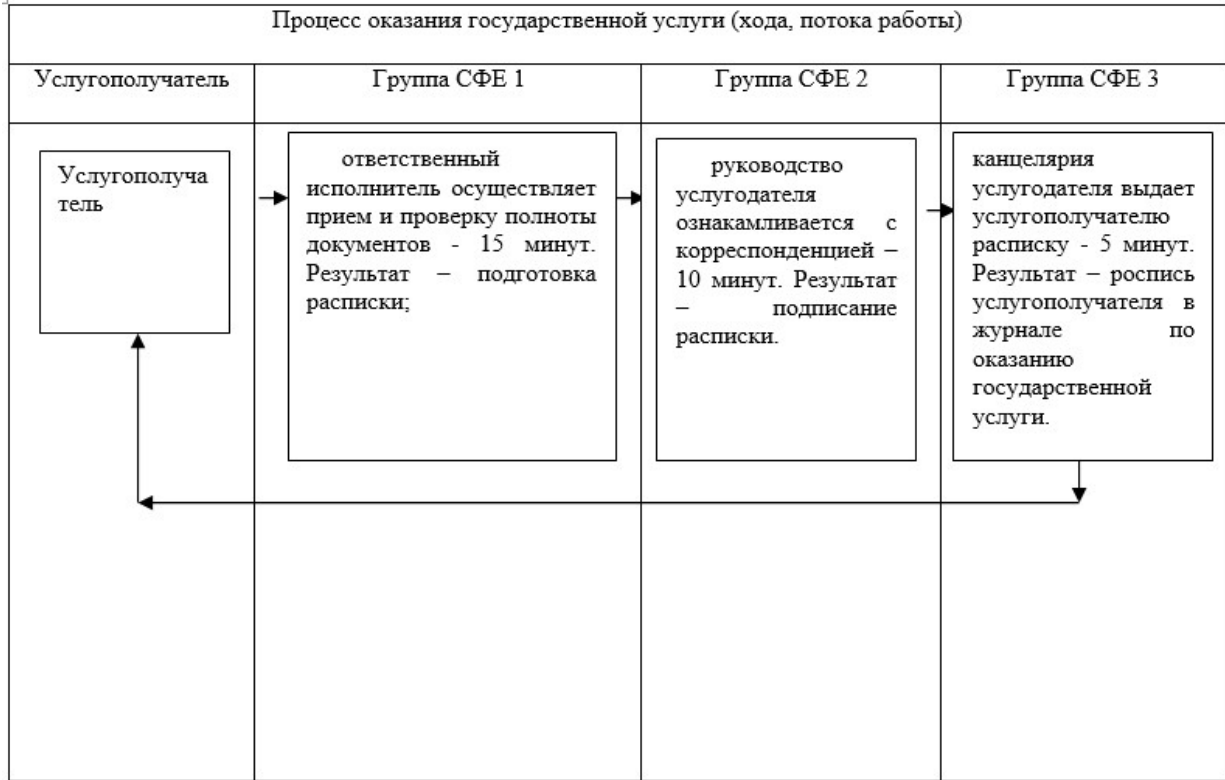 Процесс оказания государственной услуги (хода, потока работы)
Услугополучатель
Группа СФЕ 1
Группа СФЕ 2
Группа СФЕ 3
Услугополуча
тель
ответственный
исполнитель осуществляет
прием и проверку полноты
документов - 15 минут.
Результат – подготовка
расписки;
руководство
услугодателя
ознакамливается с
корреспонденцией –
10 минут. Результат
– подписание
расписки.
канцелярия
услугодателя выдает
услугополучателю
расписку - 5 минут.
Результат – роспись
услугополучателя в
журнале по
оказанию
государственной
услуги.